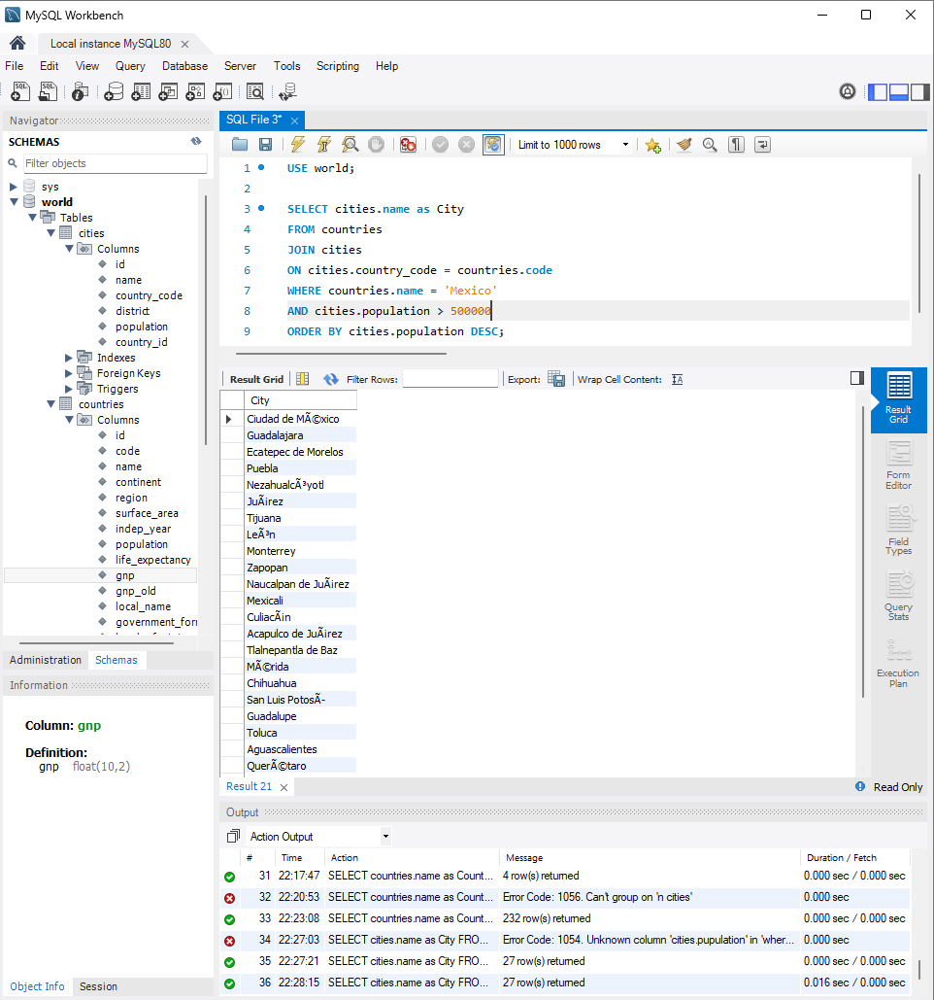 MySQL Workbench
Local instance MySQL80
File Edit View Query Database Server Tools Scripting Help
Navigator
SCHEMAS
Filter objects
sys
world
Tables
cities
Columns
id
name
country_code
district
population
country_id
Indexes
Foreign Keys
Triggers
countries
Columns
id
code
name
continent
region
surface_area
indep_year
population
life_expectancy
gnp
gnp_old
local_name
government_forr
Administration Schemas
Information
Column: gnp
Definition:
gnp float(10,2)
Object Info Session
SQL File 3*
Limit to 1000 rows
1 USE world;
2
3 SELECT cities.name as City
4 FROM countries
5 JOIN cities
6 ON cities.country_code = countries.code
7 WHERE countries.name = 'Mexico'
8 AND cities.population > 500000
9 ORDER BY cities.population DESC;
Result Grid Filter Rows: Export: Wrap Cell Content:
City
Ciudad de MÃ©xico
Guadalajara
Ecatepec de Morelos
Puebla
NezahualcÃ³yotl
JuÃ¡rez
Tijuana
LeÃ³n
Monterrey
Zapopan
Naucalpan de JuÃ¡rez
Mexicali
CuliacÃ¡n
Acapulco de JuÃ¡rez
Tlalnepantla de Baz
MÃ©rida
Chihuahua
San Luis PotosÃ-
Guadalupe
Toluca
Aguascalientes
QuerÃ©taro
Result Grid
Form Editor
Field Types
Query Stats
Execution Plan
Result 21
Read Only
Output
Action Output
# Time Action Message Duration / Fetch
31 22:17:47 SELECT countries.name as Count... 4 row(s) returned 0.000 sec / 0.000 sec
32 22:20:53 SELECT countries.name as Count... Error Code: 1056. Can't group on 'n cities' 0.000 sec
33 22:23:08 SELECT countries.name as Count... 232 row(s) returned 0.000 sec / 0.000 sec
34 22:27:03 SELECT cities.name as City FRO... Error Code: 1054. Unknown column 'cities.pupulation' in 'wher... 0.000 sec
35 22:27:21 SELECT cities.name as City FRO... 27 row(s) returned 0.000 sec / 0.000 sec
36 22:28:15 SELECT cities.name as City FRO... 27 row(s) returned 0.016 sec / 0.000 sec